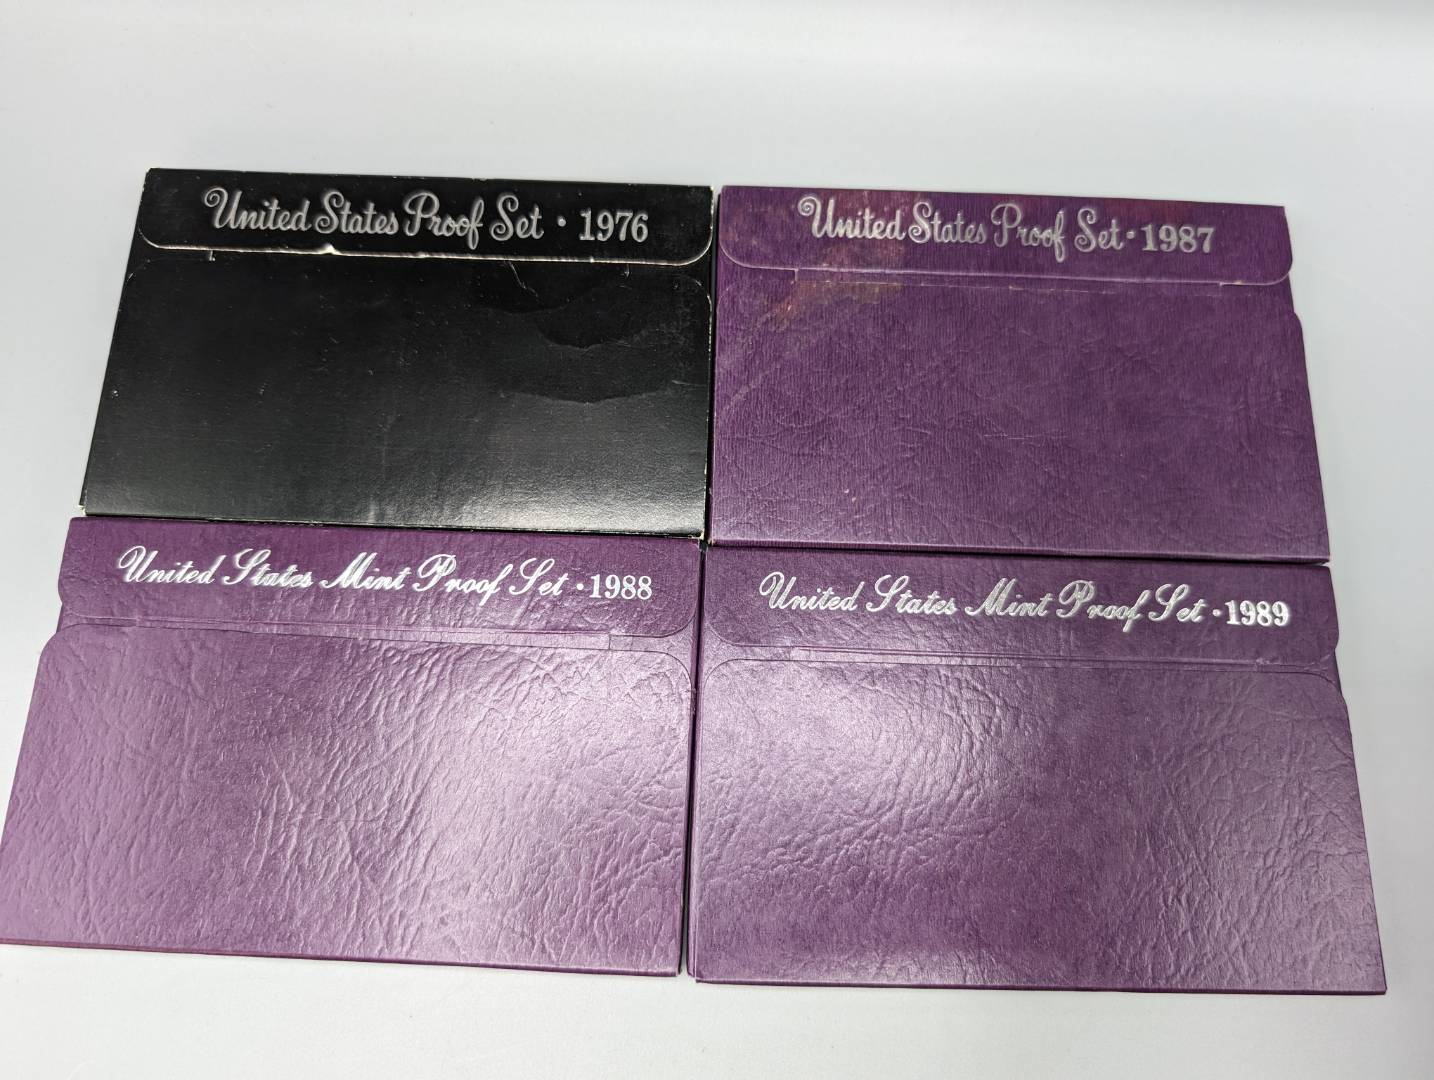 United States Proof Set · 1976
United States Proof Set · 1987
United States Mint Proof Set · 1988
United States Mint Proof Set · 1989